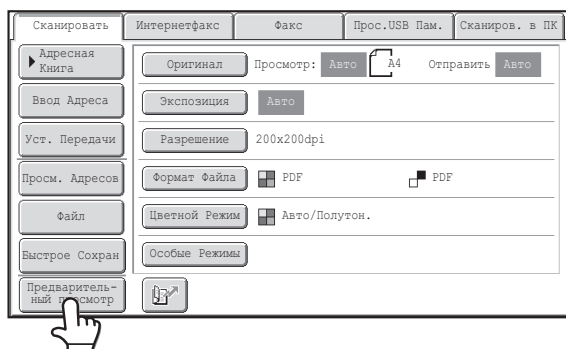 Сканировать
Интернетфакс
Факс
Прос.USB Пам.
Сканиров. в ПК
Адресная
Книга
Оригинал
Просмотр:
Авто
A4
Отправить
Авто
Ввод Адреса
Экспозиция
Авто
Уст. Передачи
Разрешение
200x200dpi
Просм. Адресов
Формат Файла
PDF
PDF
Файл
Цветной Режим
Авто/Полутон.
Быстрое Сохран
Особые Режимы
Предваритель-
ный просмотр